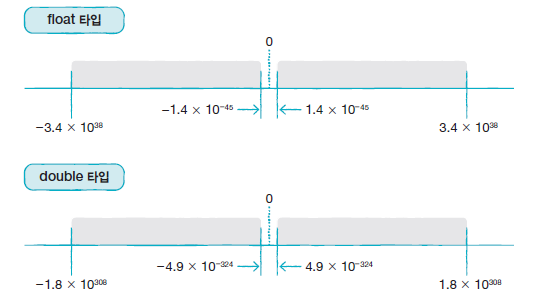 float 타입
0
−1.4 × 10⁻⁴⁵ 1.4 × 10⁻⁴⁵
−3.4 × 10³⁸ 3.4 × 10³⁸
double 타입
0
−4.9 × 10⁻³²⁴ 4.9 × 10⁻³²⁴
−1.8 × 10³⁰⁸ 1.8 × 10³⁰⁸